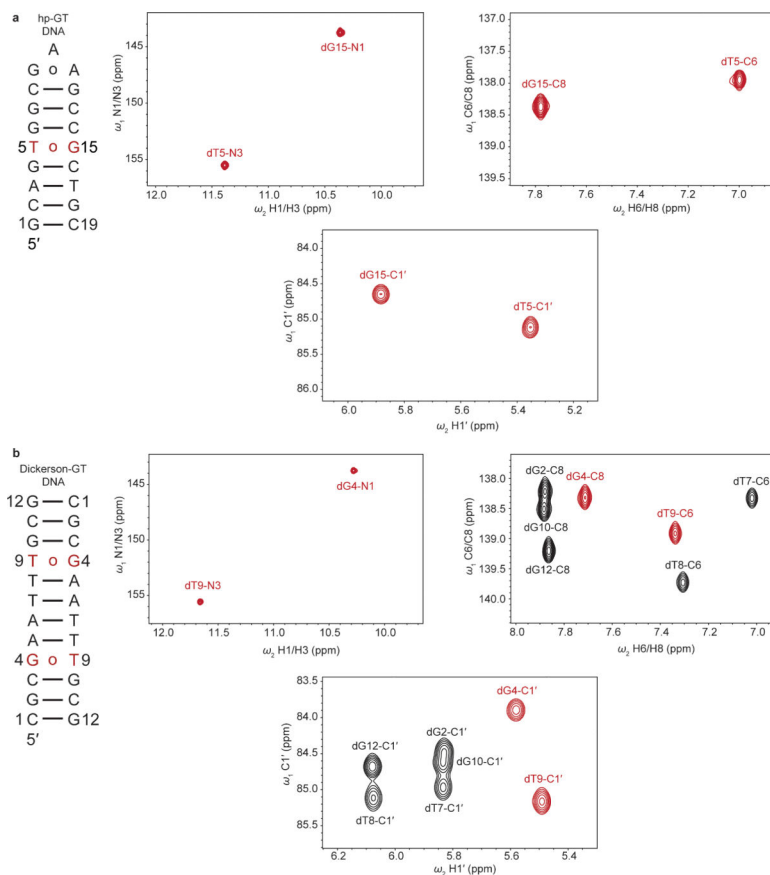 a
hp-GT
DNA
A
G o A
C — G
G — C
G — C
5 T o G 15
G — C
A — T
C — G
1 G — C 19
5′
ω1 N1/N3 (ppm)
145
150
155
dG15-N1
dT5-N3
12.0 11.5 11.0 10.5 10.0
ω2 H1/H3 (ppm)
ω1 C6/C8 (ppm)
137.0
137.5
138.0
138.5
139.0
139.5
dG15-C8
dT5-C6
7.8 7.6 7.4 7.2 7.0
ω2 H6/H8 (ppm)
ω1 C1′ (ppm)
84.0
84.5
85.0
85.5
86.0
dG15-C1′
dT5-C1′
6.0 5.8 5.6 5.4 5.2
ω2 H1′ (ppm)
b
Dickerson-GT
DNA
12 G — C 1
C — G
G — C
9 T o G 4
T — A
T — A
A — T
A — T
4 G o T 9
C — G
G — C
1 C — G 12
5′
ω1 N1/N3 (ppm)
145
150
155
dG4-N1
dT9-N3
12.0 11.5 11.0 10.5 10.0
ω2 H1/H3 (ppm)
ω1 C6/C8 (ppm)
138.0
138.5
139.0
139.5
140.0
dG2-C8
dG4-C8
dT7-C6
dG10-C8
dT9-C6
dG12-C8
dT8-C6
8.0 7.8 7.6 7.4 7.2 7.0
ω2 H6/H8 (ppm)
ω1 C1′ (ppm)
83.5
84.0
84.5
85.0
85.5
dG4-C1′
dG12-C1′
dG2-C1′
dG10-C1′
dT9-C1′
dT8-C1′
dT7-C1′
6.2 6.0 5.8 5.6 5.4
ω2 H1′ (ppm)